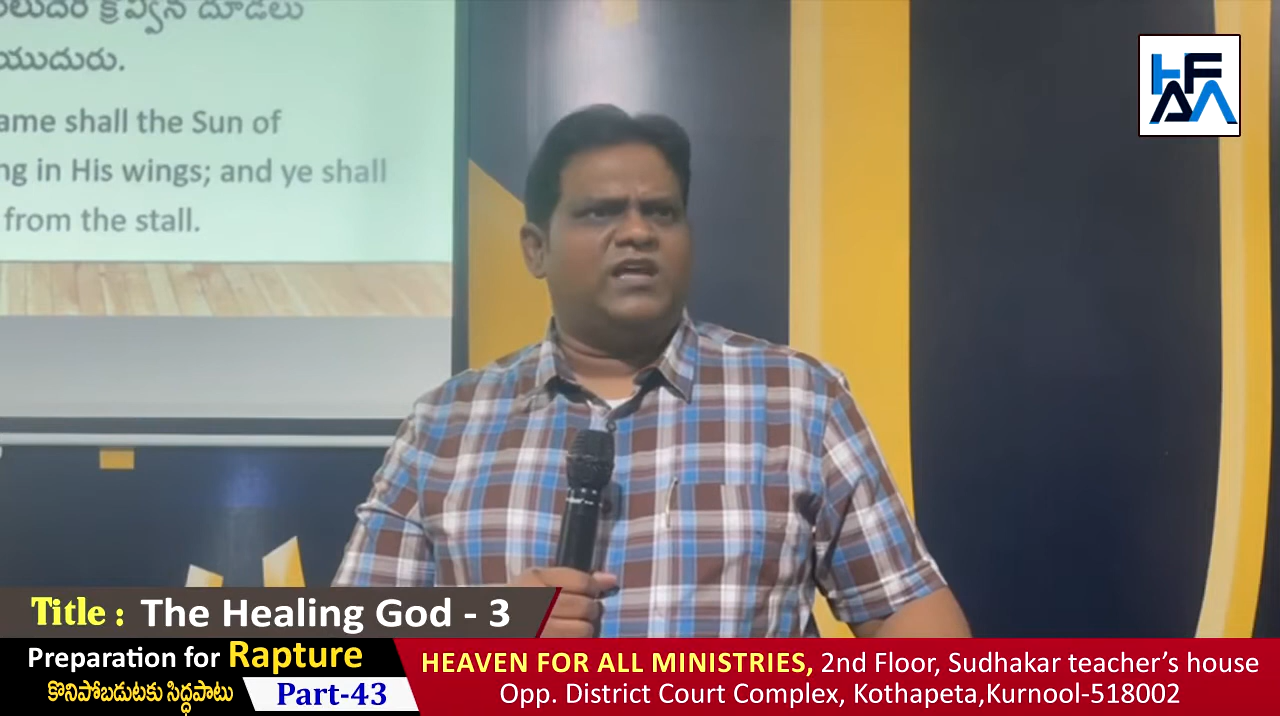 క్రొవ్విన దూడలు
యుదురు.
ame shall the Sun of
ng in His wings; and ye shall
from the stall.
HFAM
Title : The Healing God - 3
Preparation for Rapture
కొనిపోబడుటకు సిద్ధపాటు
Part-43
HEAVEN FOR ALL MINISTRIES, 2nd Floor, Sudhakar teacher’s house
Opp. District Court Complex, Kothapeta,Kurnool-518002